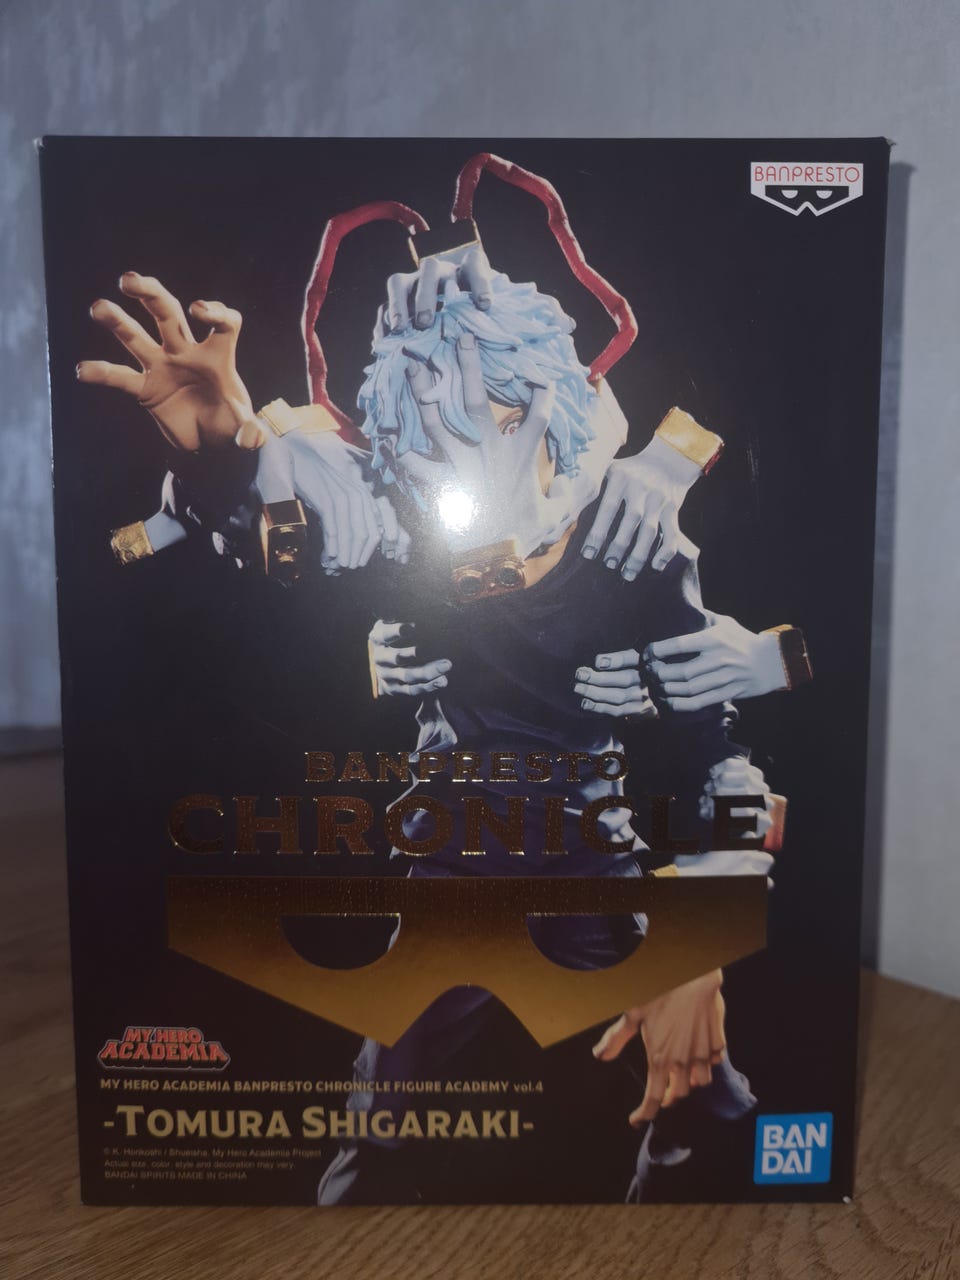 BANPRESTO
BANPRESTO
CHRONICLE
MY HERO
ACADEMIA
MY HERO ACADEMIA BANPRESTO CHRONICLE FIGURE ACADEMY vol.4
-TOMURA SHIGARAKI-
© K. Horikoshi / Shueisha, My Hero Academia Project
Actual size, color, style and decoration may vary.
BANDAI SPIRITS MADE IN CHINA
BAN
DAI